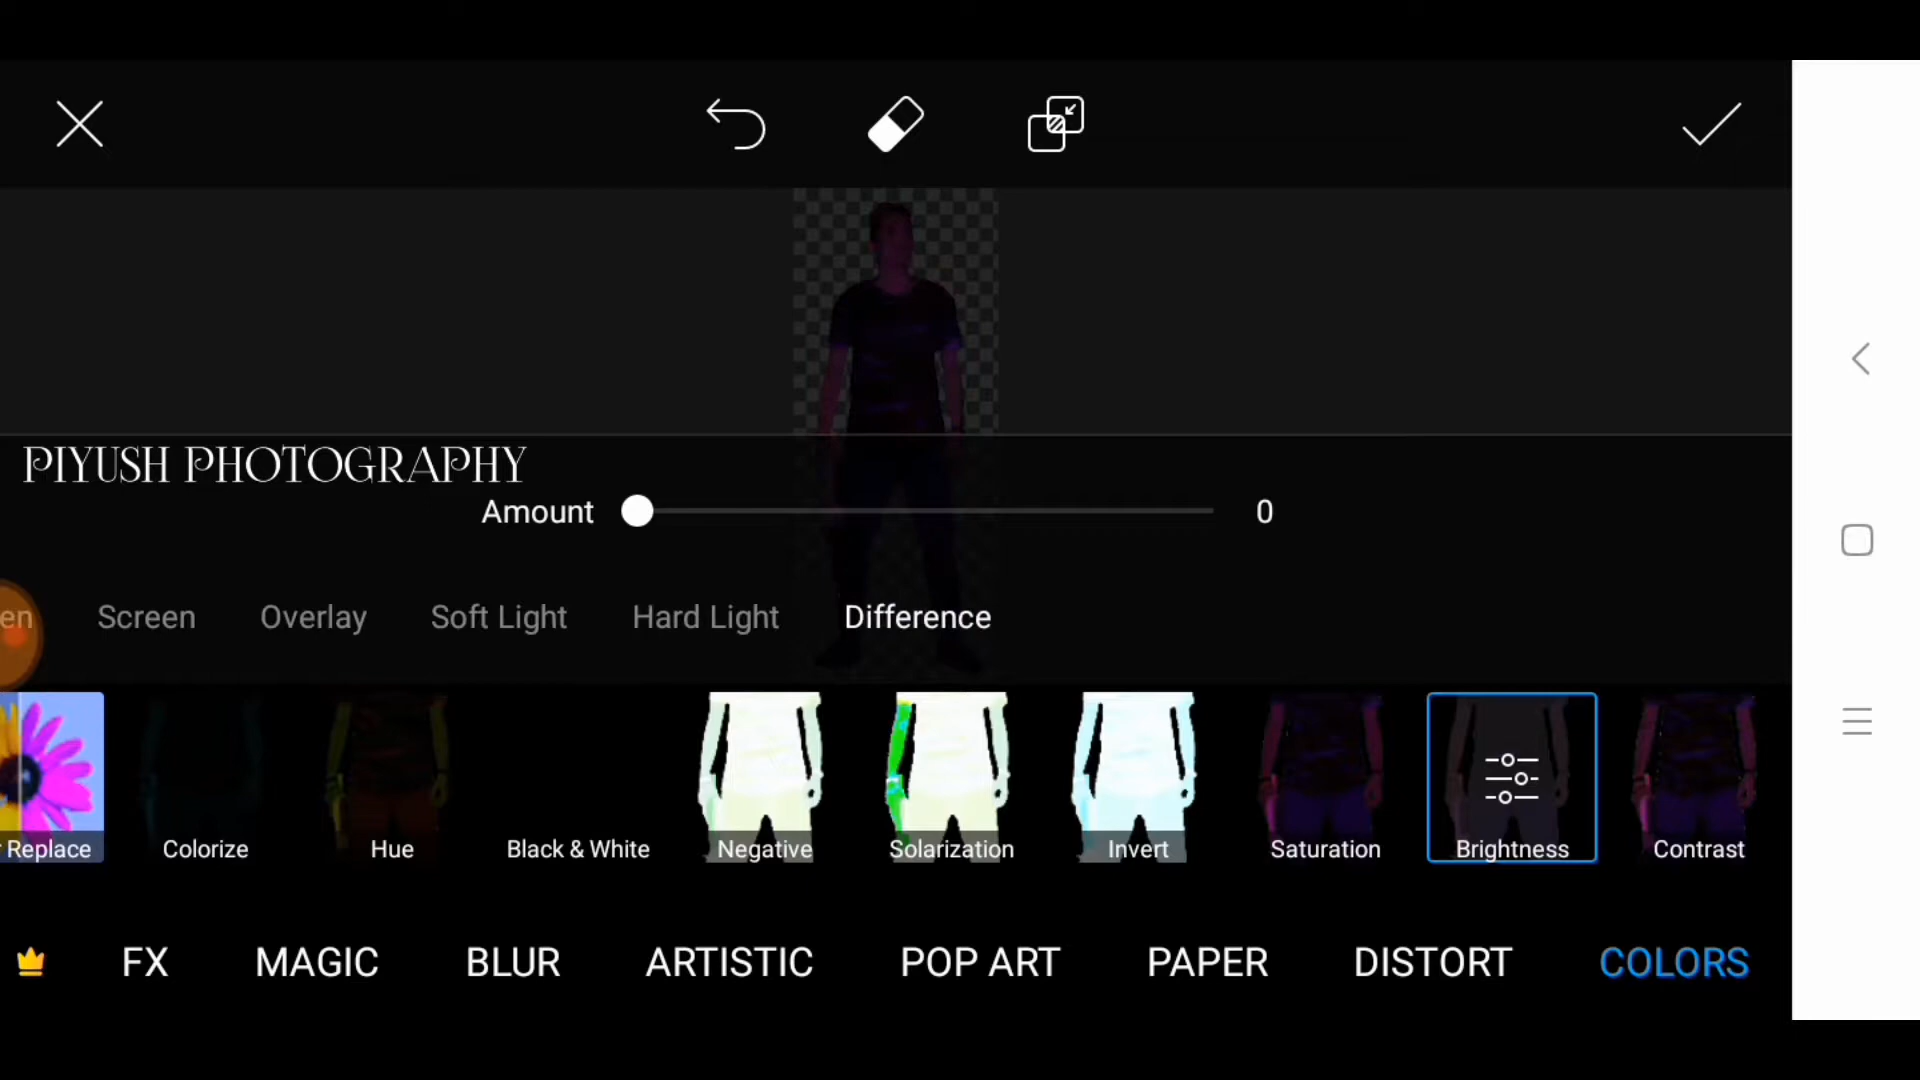 PIYUSH PHOTOGRAPHY
Amount 0
en Screen Overlay Soft Light Hard Light Difference
Replace Colorize Hue Black & White Negative Solarization Invert Saturation Brightness Contrast
FX MAGIC BLUR ARTISTIC POP ART PAPER DISTORT COLORS